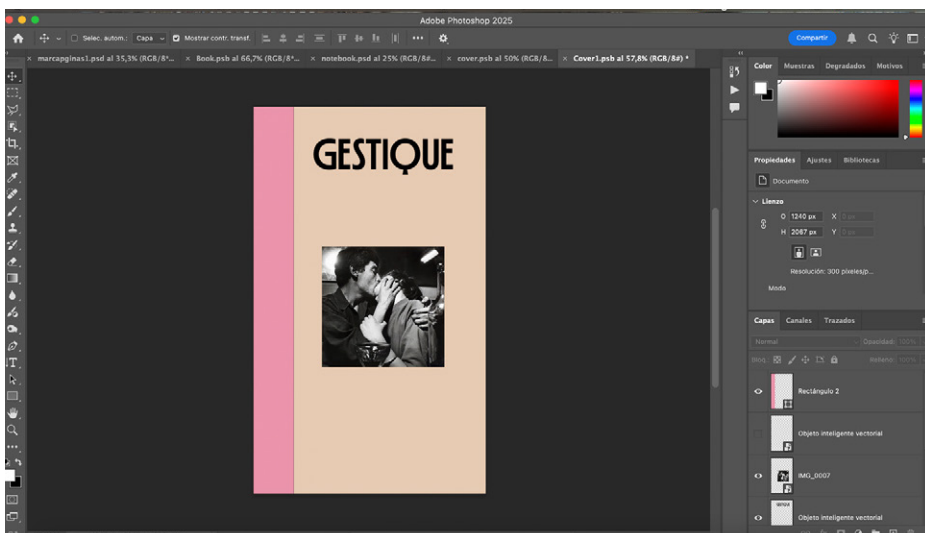 Adobe Photoshop 2025
Selec. autom.: Capa Mostrar contr. transf. Compartir
× marcapginas1.psd al 35,3% (RGB/8*... × Book.psb al 66,7% (RGB/8*... × notebook.psd al 25% (RGB/8#... × cover.psb al 50% (RGB/8... × Cover1.psb al 57,8% (RGB/8#) *
Color Muestras Degradados Motivos
GESTIQUE
Propiedades Ajustes Bibliotecas
Documento
Lienzo
O 1240 px X
H 2067 px Y
Resolución: 300 píxeles/p...
Modo
Capas Canales Trazados
Normal Opacidad: 100%
Bloq.: Relleno: 100%
Rectángulo 2
Objeto inteligente vectorial
IMG_0007
Objeto inteligente vectorial